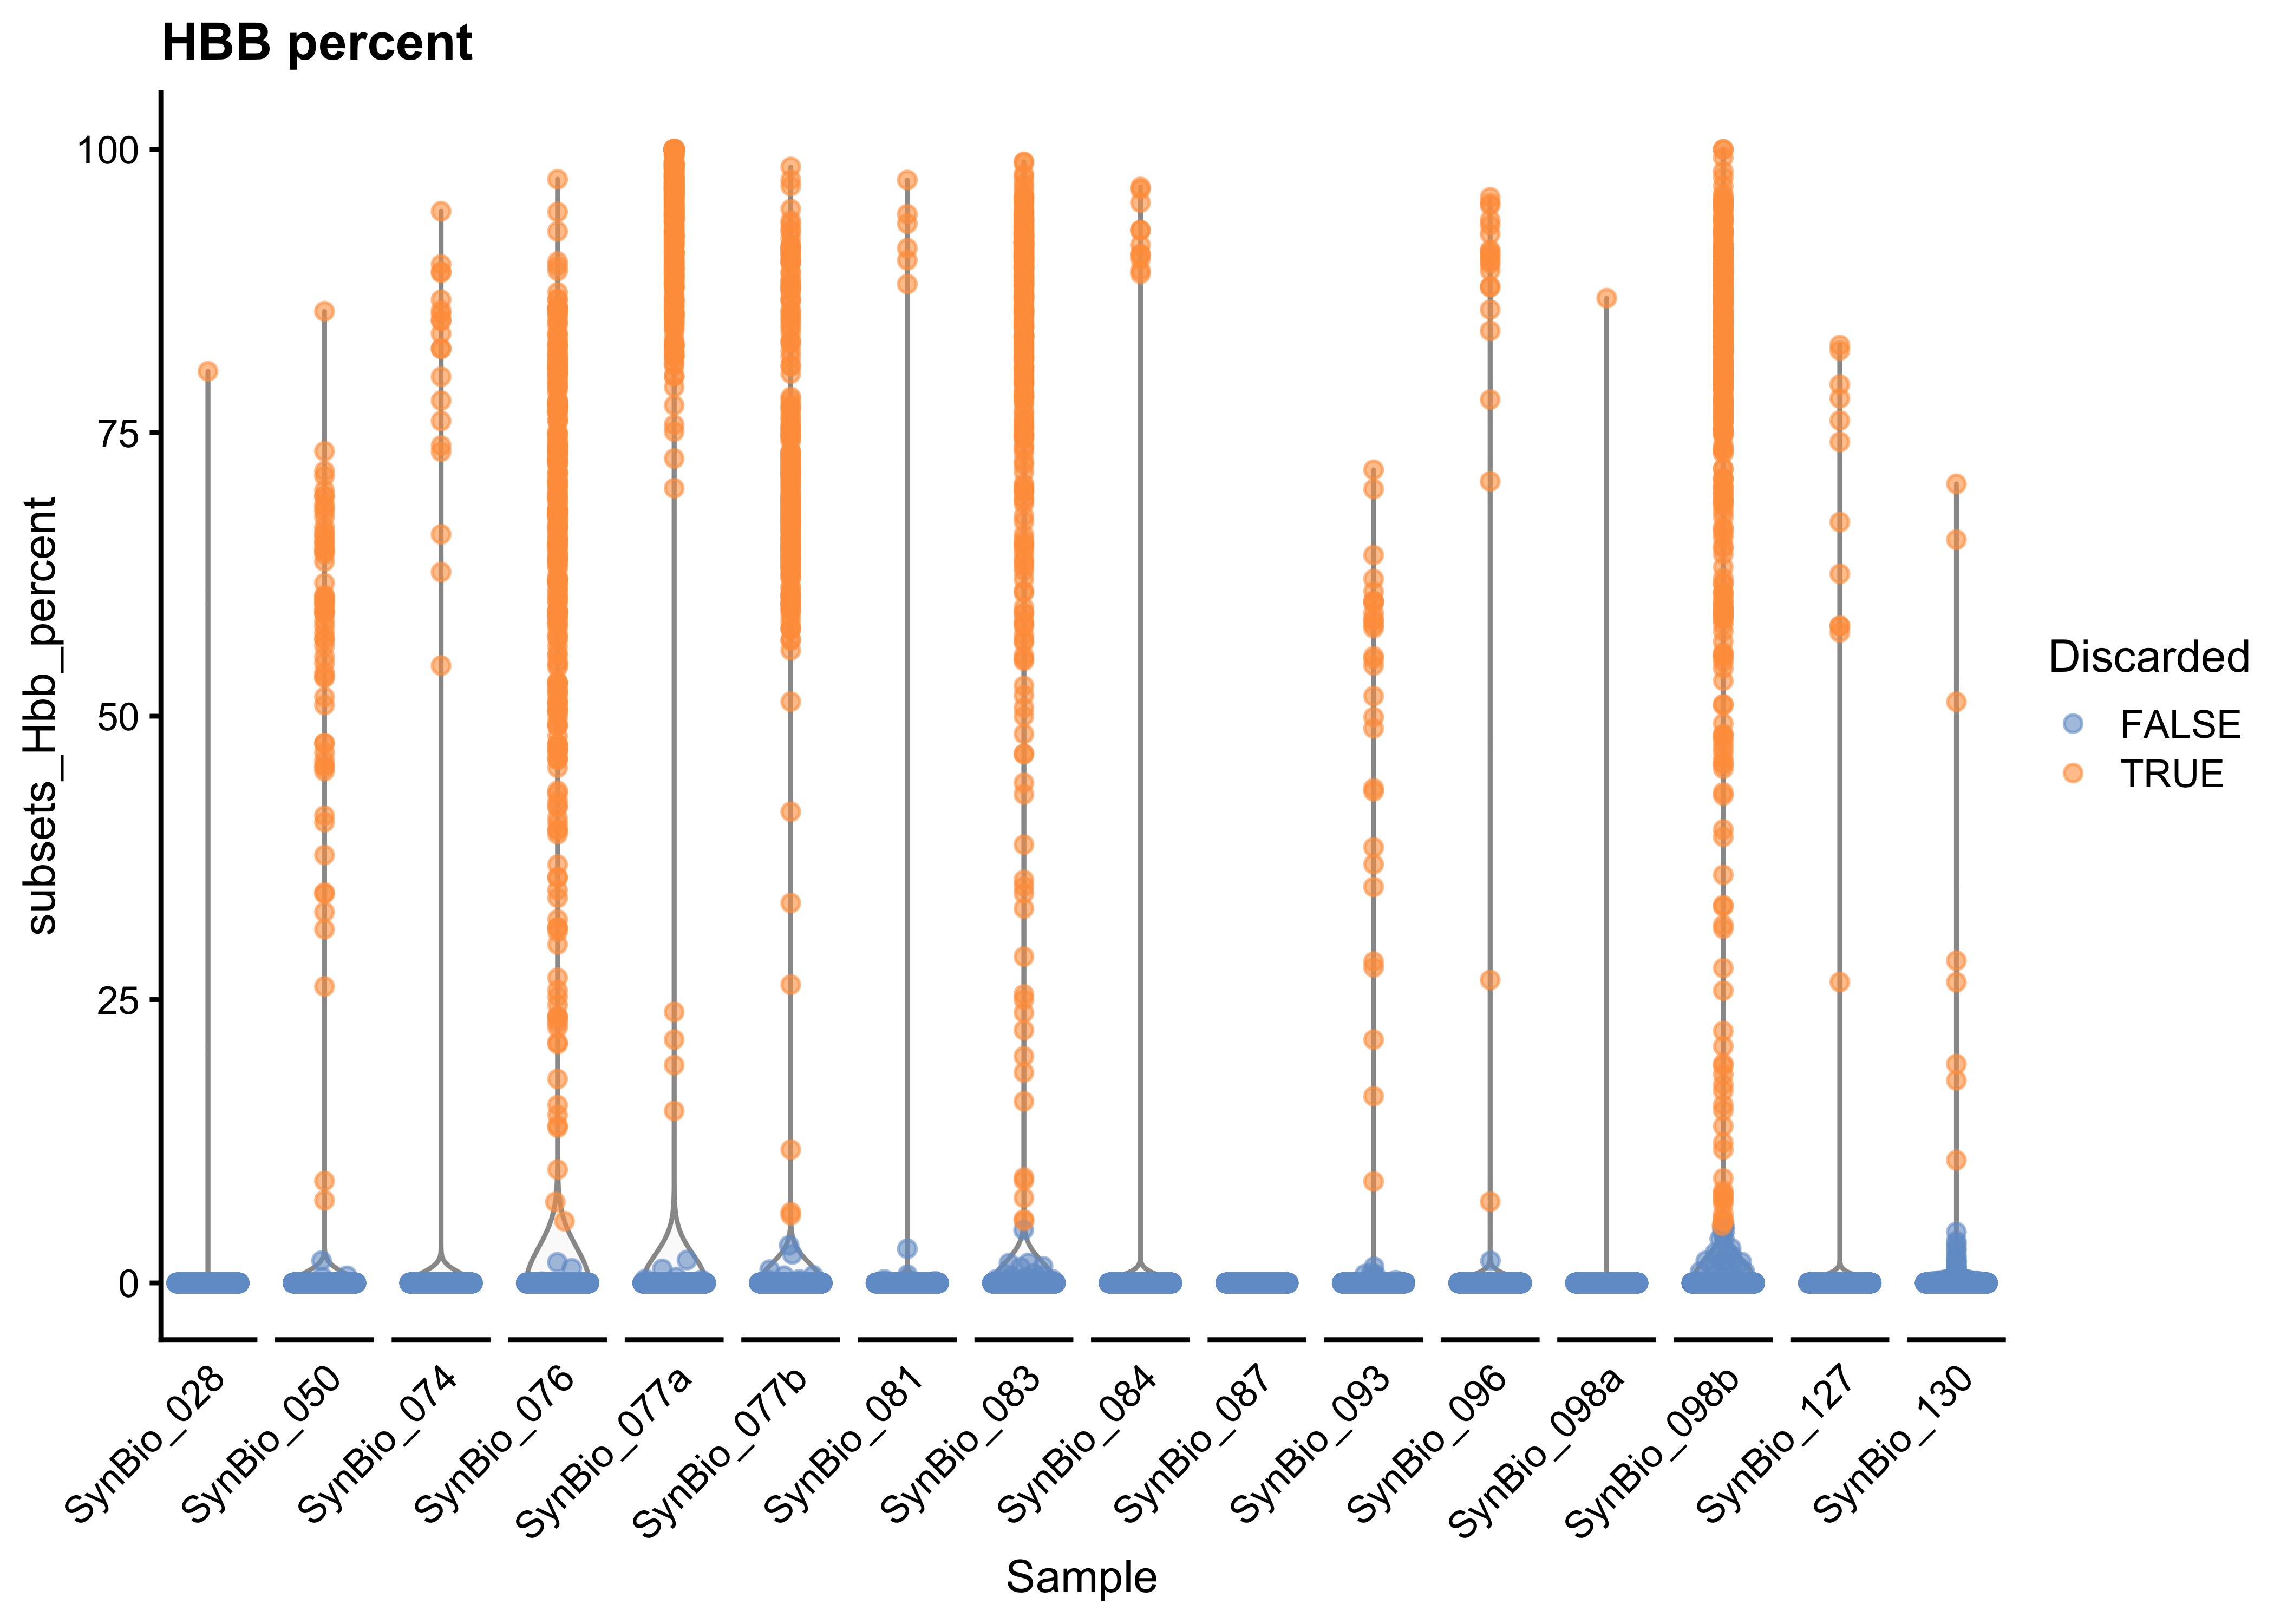 HBB percent
subsets_Hbb_percent
100
75
50
25
0
SynBio_028
SynBio_050
SynBio_074
SynBio_076
SynBio_077a
SynBio_077b
SynBio_081
SynBio_083
SynBio_084
SynBio_087
SynBio_093
SynBio_096
SynBio_098a
SynBio_098b
SynBio_127
SynBio_130
Sample
Discarded
FALSE
TRUE